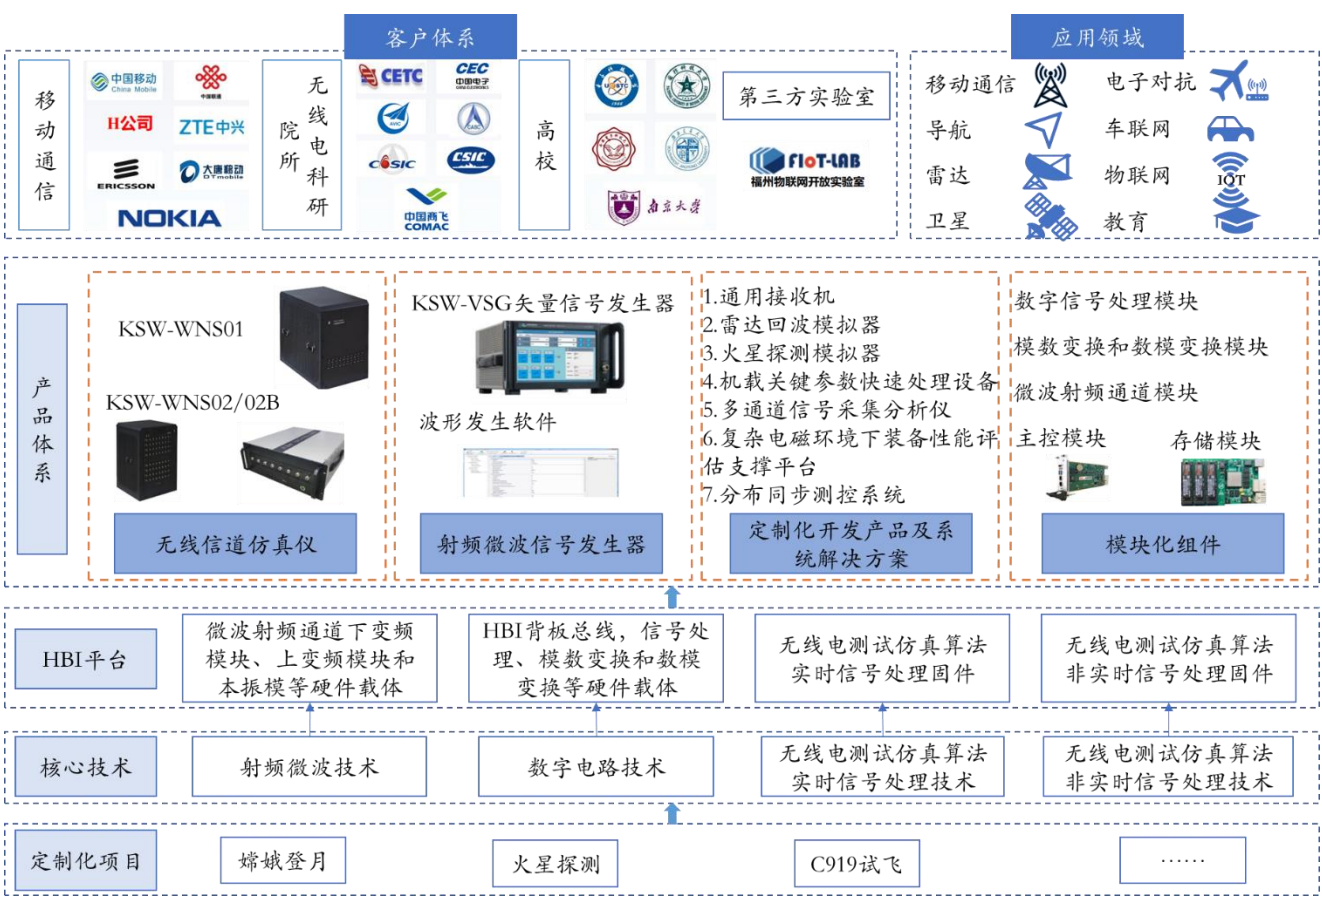 客户体系
应用领域
移动通信
中国移动
China Mobile
中国联通
H公司
ZTE中兴
ERICSSON
大唐移动
DTmobile
NOKIA
无线电科研院所
CETC
CEC
中国电子
AVIC
CASC
CASIC
CSIC
中国商飞
COMAC
高校
南京大学
第三方实验室
FIoT-LAB
福州物联网开放实验室
移动通信
电子对抗
导航
车联网
雷达
物联网
IOT
卫星
教育
产品体系
KSW-WNS01
KSW-WNS02/02B
无线信道仿真仪
KSW-VSG矢量信号发生器
波形发生软件
射频微波信号发生器
1.通用接收机
2.雷达回波模拟器
3.火星探测模拟器
4.机载关键参数快速处理设备
5.多通道信号采集分析仪
6.复杂电磁环境下装备性能评
估支撑平台
7.分布同步测控系统
定制化开发产品及系
统解决方案
数字信号处理模块
模数变换和数模变换模块
微波射频通道模块
主控模块
存储模块
模块化组件
HBI平台
微波射频通道下变频
模块、上变频模块和
本振模等硬件载体
HBI背板总线，信号处
理、模数变换和数模
变换等硬件载体
无线电测试仿真算法
实时信号处理固件
无线电测试仿真算法
非实时信号处理固件
核心技术
射频微波技术
数字电路技术
无线电测试仿真算法
实时信号处理技术
无线电测试仿真算法
非实时信号处理技术
定制化项目
嫦娥登月
火星探测
C919试飞
……